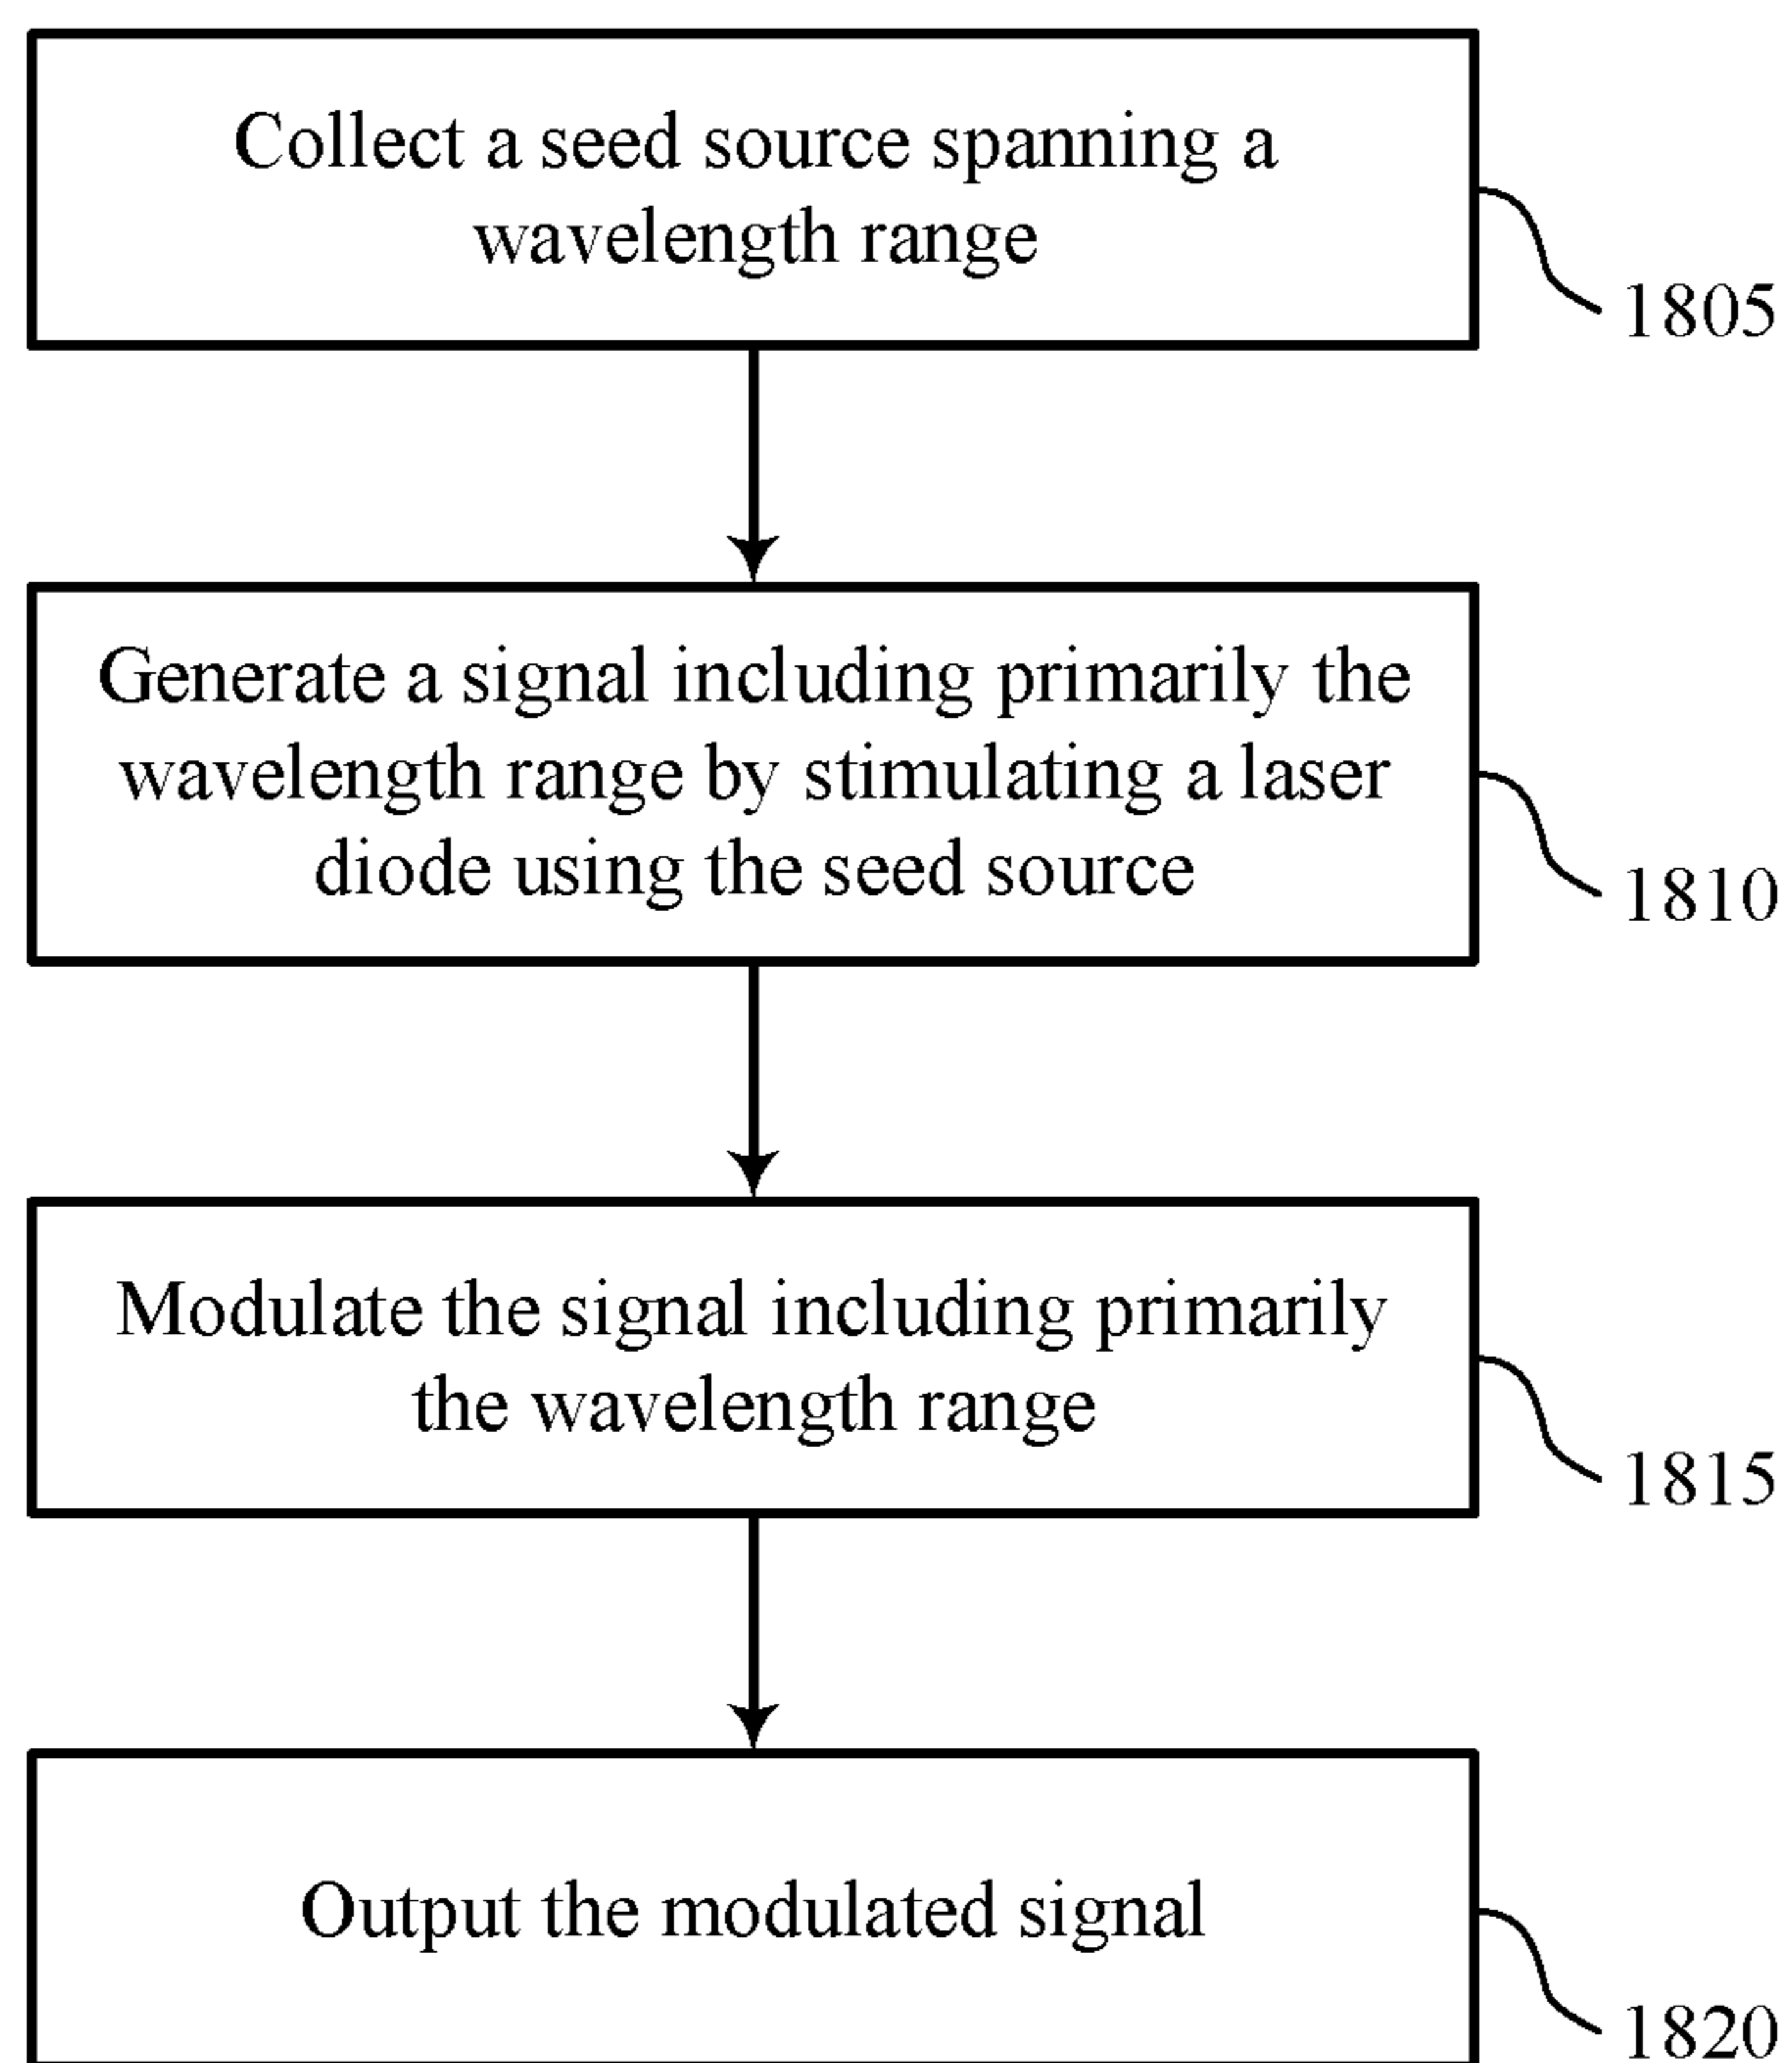 Collect a seed source spanning a
wavelength range
1805
Generate a signal including primarily the
wavelength range by stimulating a laser
diode using the seed source
1810
Modulate the signal including primarily
the wavelength range
1815
Output the modulated signal
1820